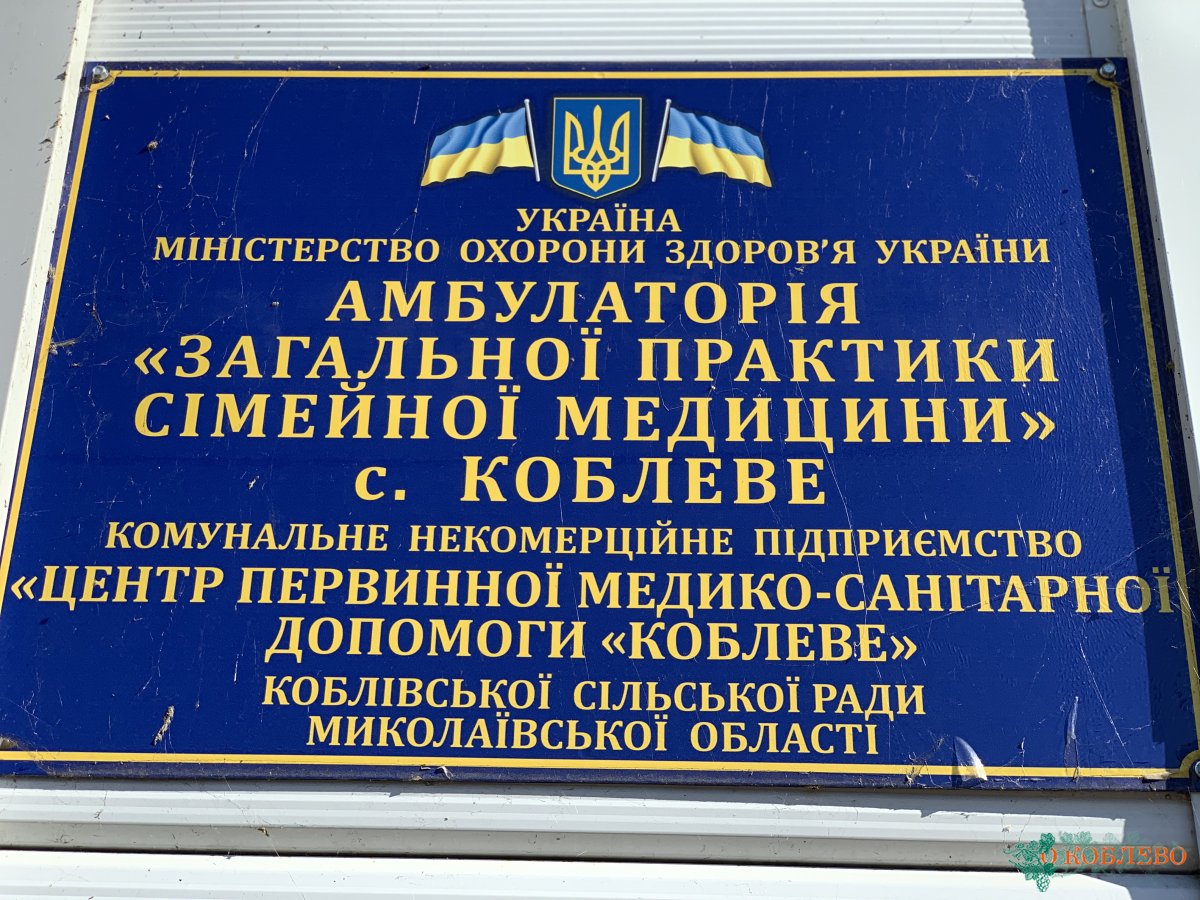 УКРАЇНА
МІНІСТЕРСТВО ОХОРОНИ ЗДОРОВ'Я УКРАЇНИ
АМБУЛАТОРІЯ
«ЗАГАЛЬНОЇ ПРАКТИКИ
СІМЕЙНОЇ МЕДИЦИНИ»
с. КОБЛЕВЕ
КОМУНАЛЬНЕ НЕКОМЕРЦІЙНЕ ПІДПРИЄМСТВО
«ЦЕНТР ПЕРВИННОЇ МЕДИКО-САНІТАРНОЇ
ДОПОМОГИ «КОБЛЕВЕ»
КОБЛІВСЬКОЇ СІЛЬСЬКОЇ РАДИ
МИКОЛАЇВСЬКОЇ ОБЛАСТІ
О КОБЛЕВО